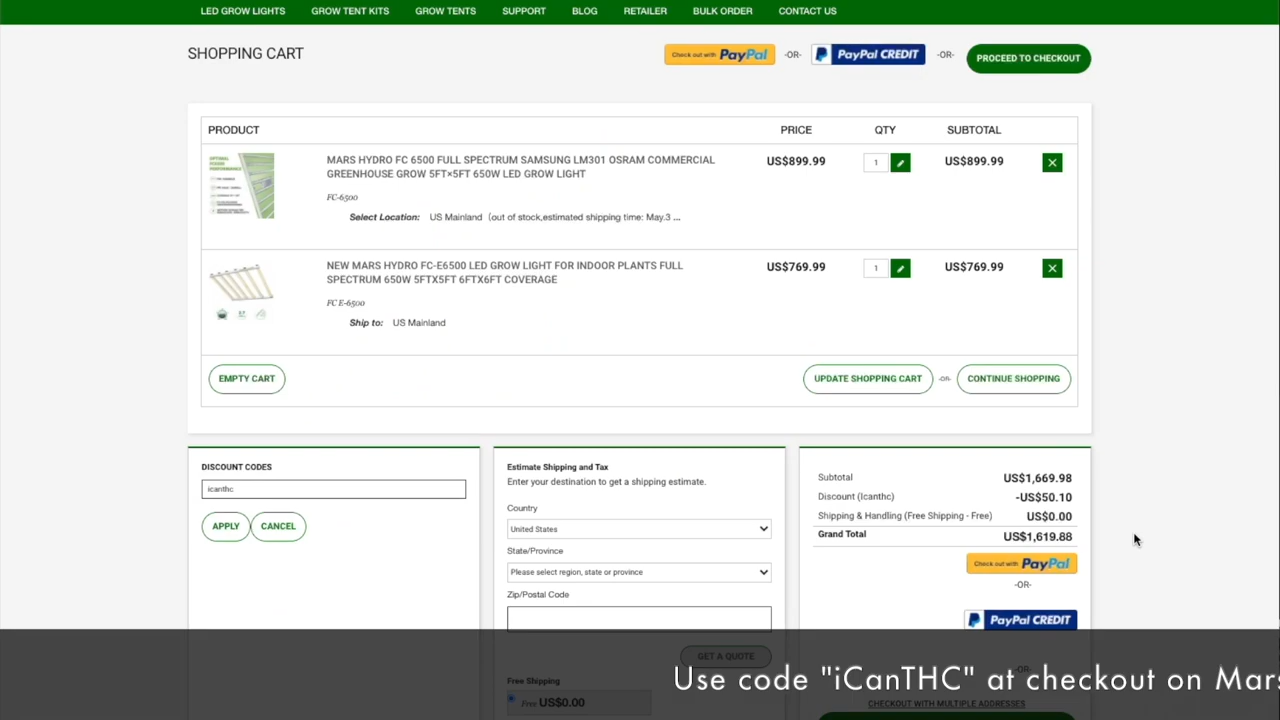 LED GROW LIGHTS GROW TENT KITS GROW TENTS SUPPORT BLOG RETAILER BULK ORDER CONTACT US
SHOPPING CART
Check out with PayPal -OR- PayPal CREDIT -OR- PROCEED TO CHECKOUT
PRODUCT PRICE QTY SUBTOTAL
MARS HYDRO FC 6500 FULL SPECTRUM SAMSUNG LM301 OSRAM COMMERCIAL
GREENHOUSE GROW 5FT×5FT 650W LED GROW LIGHT
US$899.99 1 US$899.99
FC-6500
Select Location: US Mainland (out of stock,estimated shipping time: May.3 ...
NEW MARS HYDRO FC-E6500 LED GROW LIGHT FOR INDOOR PLANTS FULL
SPECTRUM 650W 5FTX5FT 6FTX6FT COVERAGE
US$769.99 1 US$769.99
FC E-6500
Ship to: US Mainland
EMPTY CART UPDATE SHOPPING CART -OR- CONTINUE SHOPPING
DISCOUNT CODES
icanthc
APPLY CANCEL
Estimate Shipping and Tax
Enter your destination to get a shipping estimate.
Country
United States
State/Province
Please select region, state or province
Zip/Postal Code
GET A QUOTE
Free Shipping
Free US$0.00
Subtotal US$1,669.98
Discount (Icanthc) -US$50.10
Shipping & Handling (Free Shipping - Free) US$0.00
Grand Total US$1,619.88
Check out with PayPal
-OR-
PayPal CREDIT
-OR-
CHECKOUT WITH MULTIPLE ADDRESSES
Use code "iCanTHC" at checkout on Mars